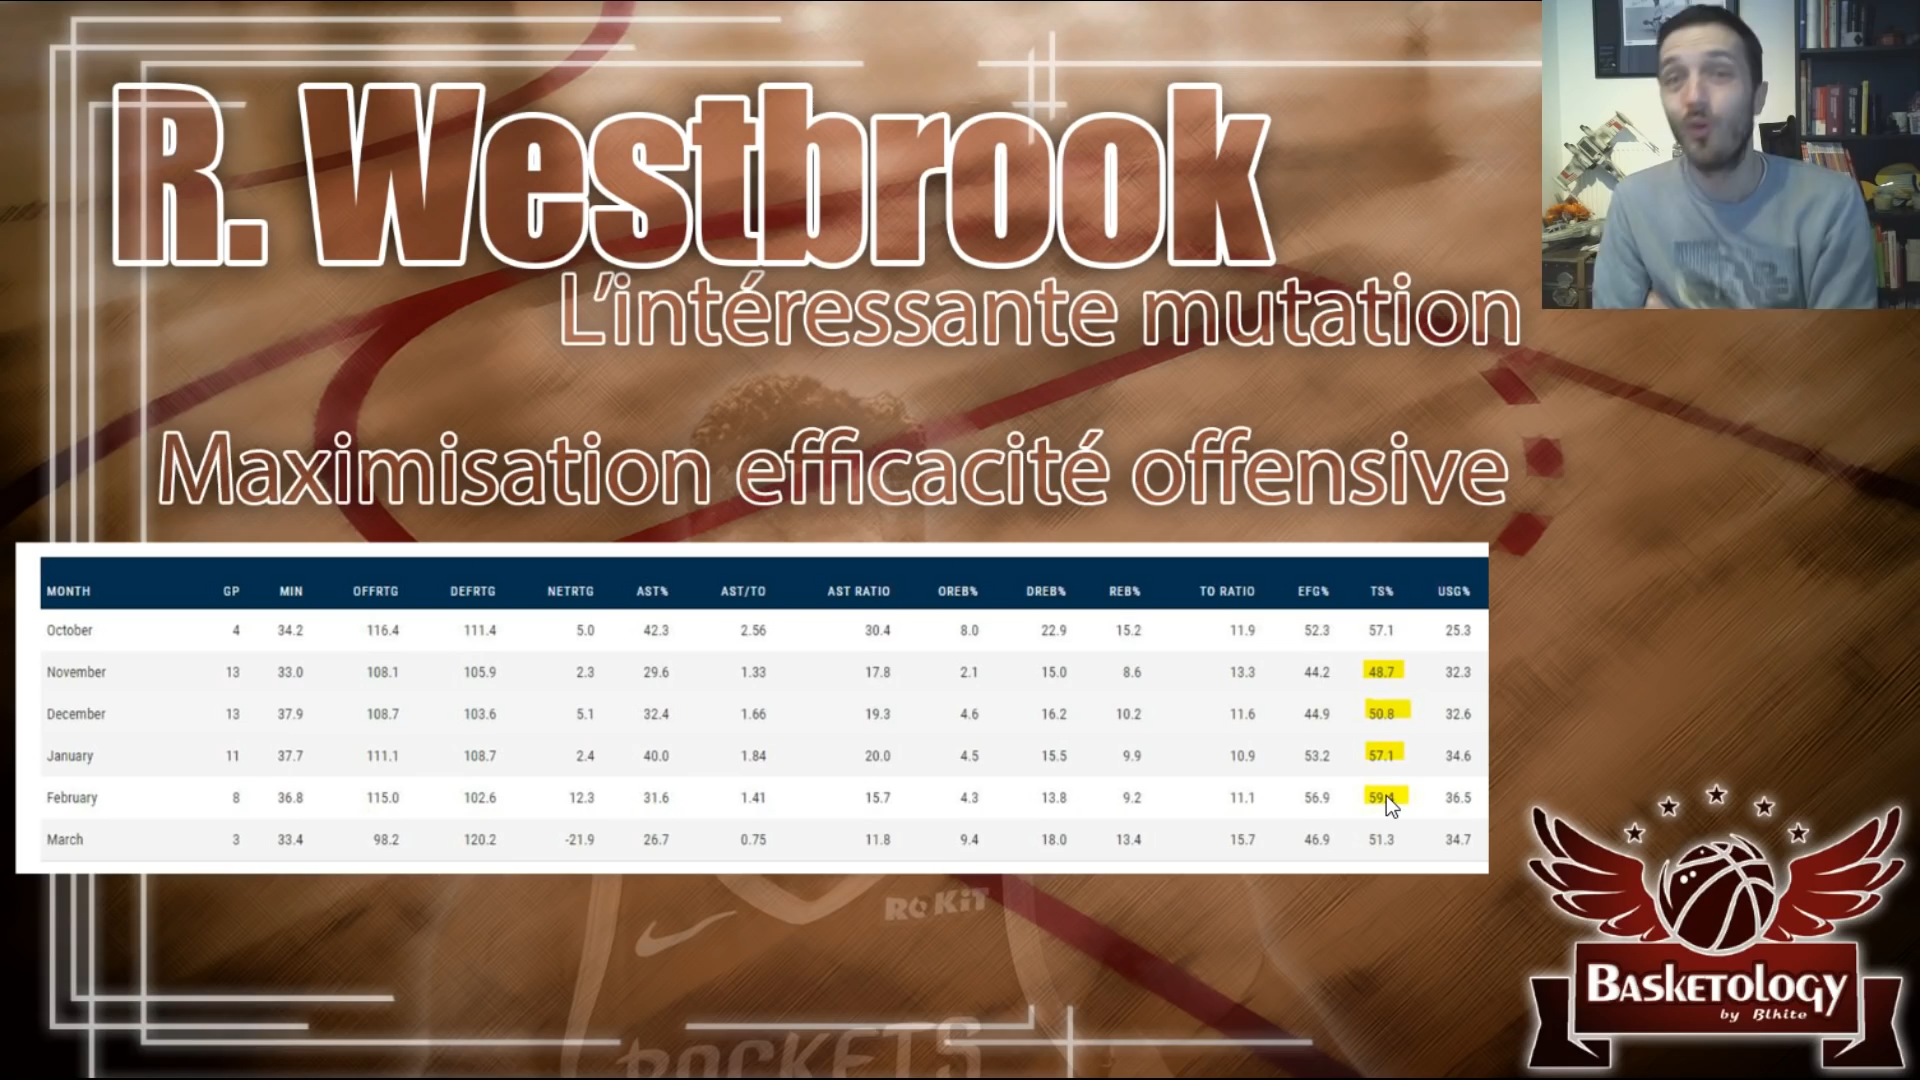 R. Westbrook
L'intéressante mutation
Maximisation efficacité offensive
MONTH GP MIN OFFRTG DEFRTG NETRTG AST% AST/TO AST RATIO OREB% DREB% REB% TO RATIO EFG% TS% USG%
October 4 34.2 116.4 111.4 5.0 42.3 2.56 30.4 8.0 22.9 15.2 11.9 52.3 57.1 25.3
November 13 33.0 108.1 105.9 2.3 29.6 1.33 17.8 2.1 15.0 8.6 13.3 44.2 48.7 32.3
December 13 37.9 108.7 103.6 5.1 32.4 1.66 19.3 4.6 16.2 10.2 11.6 44.9 50.8 32.6
January 11 37.7 111.1 108.7 2.4 40.0 1.84 20.0 4.5 15.5 9.9 10.9 53.2 57.1 34.6
February 8 36.8 115.0 102.6 12.3 31.6 1.41 15.7 4.3 13.8 9.2 11.1 56.9 59.4 36.5
March 3 33.4 98.2 120.2 -21.9 26.7 0.75 11.8 9.4 18.0 13.4 15.7 46.9 51.3 34.7
ROKiT
ROCKETS
Basketology
by Blhite